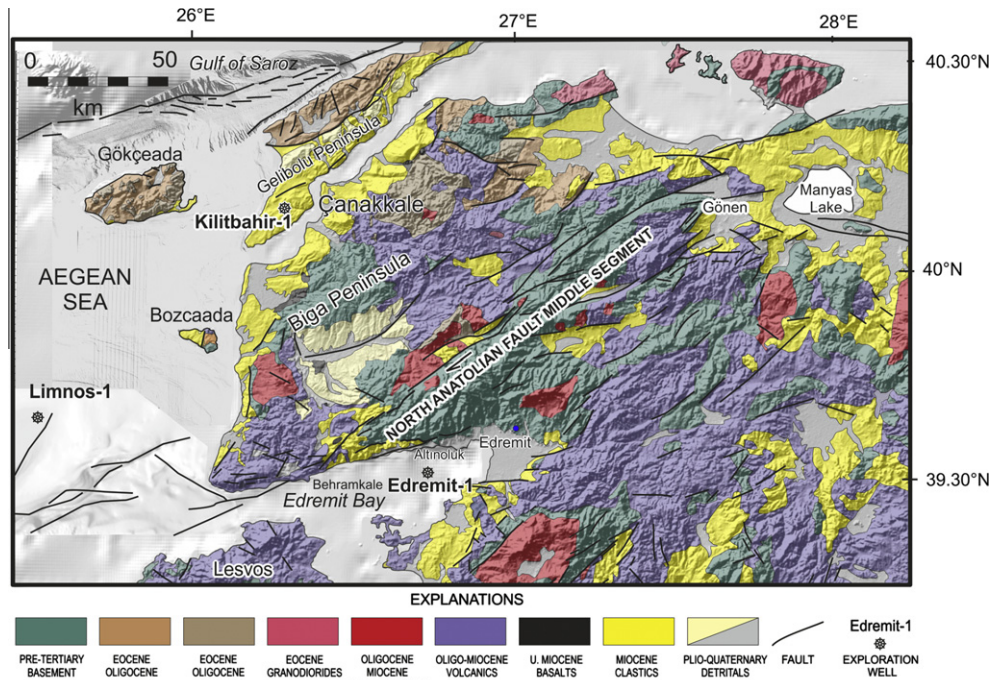 26°E 27°E 28°E
0 50
km
Gulf of Saroz
40.30°N
Gökçeada
Gelibolu Peninsula
Kilitbahir-1
Çanakkale
Manyas
Lake
Gönen
AEGEAN
SEA
40°N
Biga Peninsula
Bozcaada
NORTH ANATOLIAN FAULT MIDDLE SEGMENT
Limnos-1
Edremit
Altınoluk
Behramkale
Edremit-1
39.30°N
Edremit Bay
Lesvos
EXPLANATIONS
PRE-TERTIARY
BASEMENT
EOCENE
OLIGOCENE
EOCENE
OLIGOCENE
EOCENE
GRANODIORIDES
OLIGOCENE
MIOCENE
OLIGO-MIOCENE
VOLCANICS
U. MIOCENE
BASALTS
MIOCENE
CLASTICS
PLIO-QUATERNARY
DETRITALS
FAULT
Edremit-1
EXPLORATION
WELL